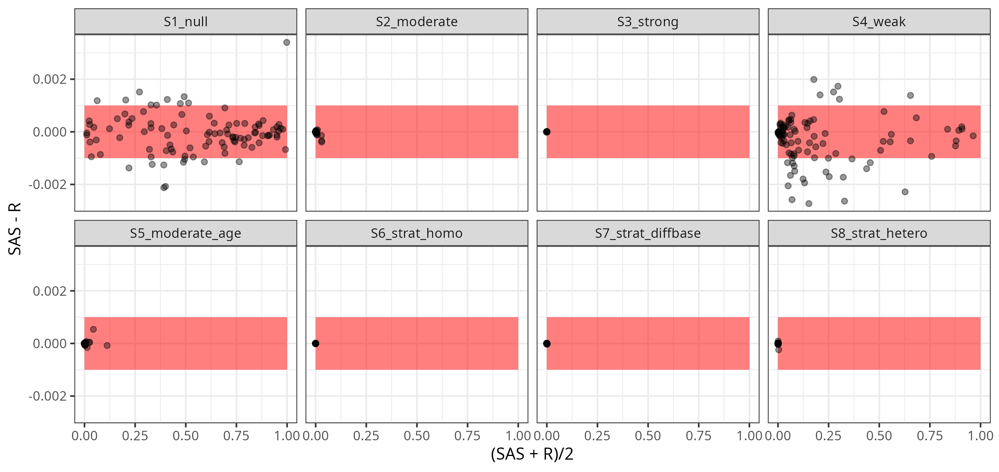 S1_null S2_moderate S3_strong S4_weak
0.002
0.000
-0.002
SAS - R
S5_moderate_age S6_strat_homo S7_strat_diffbase S8_strat_hetero
0.002
0.000
-0.002
0.00 0.25 0.50 0.75 1.00 0.00 0.25 0.50 0.75 1.00 0.00 0.25 0.50 0.75 1.00 0.00 0.25 0.50 0.75 1.00
(SAS + R)/2